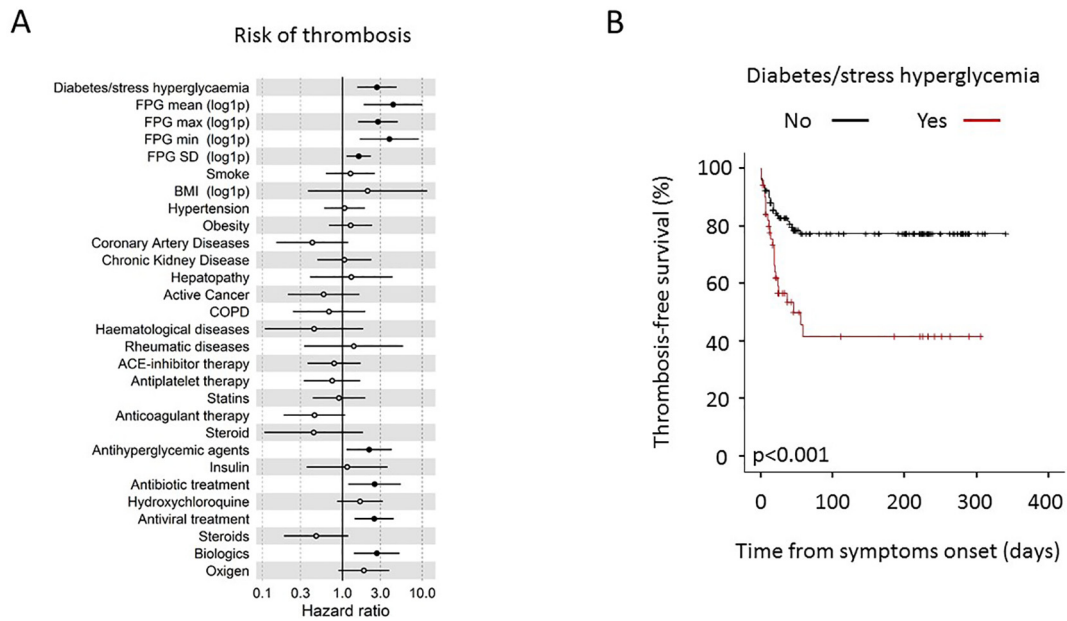 A
Risk of thrombosis
Diabetes/stress hyperglycaemia
FPG mean (log1p)
FPG max (log1p)
FPG min (log1p)
FPG SD (log1p)
Smoke
BMI (log1p)
Hypertension
Obesity
Coronary Artery Diseases
Chronic Kidney Disease
Hepatopathy
Active Cancer
COPD
Haematological diseases
Rheumatic diseases
ACE-inhibitor therapy
Antiplatelet therapy
Statins
Anticoagulant therapy
Steroid
Antihyperglycemic agents
Insulin
Antibiotic treatment
Hydroxychloroquine
Antiviral treatment
Steroids
Biologics
Oxigen
0.1 0.3 1.0 3.0 10.0
Hazard ratio
B
Diabetes/stress hyperglycemia
No Yes
Thrombosis-free survival (%)
100
80
60
40
20
0
p<0.001
0 100 200 300 400
Time from symptoms onset (days)